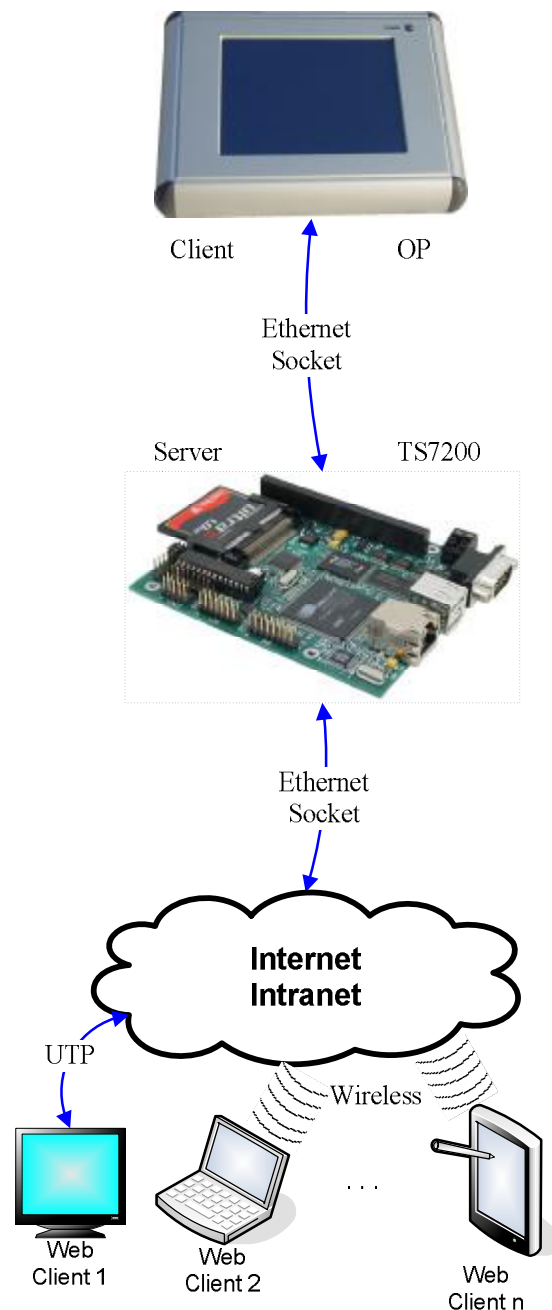 Client OP
Ethernet
Socket
Server TS7200
Ethernet
Socket
Internet
Intranet
UTP
Wireless
. . .
Web
Client 1
Web
Client 2
Web
Client n